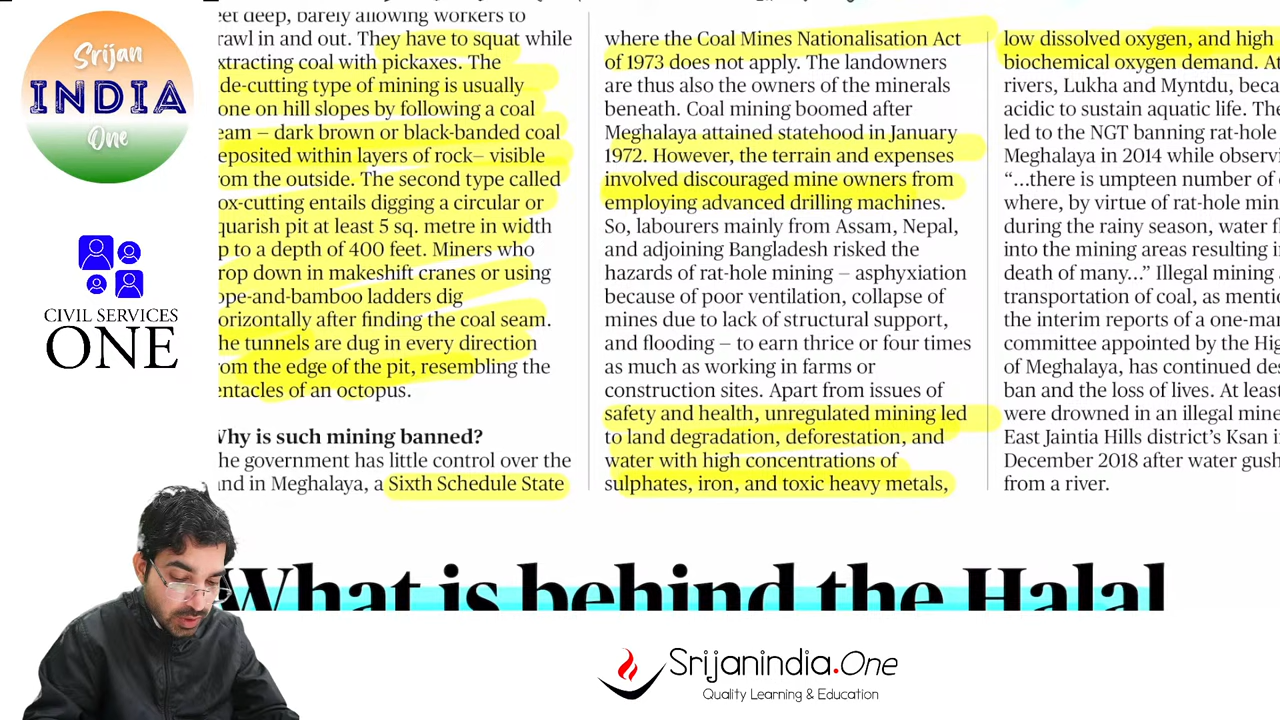 Srijan
INDIA
One
CIVIL SERVICES
ONE
eet deep, barely allowing workers to
rawl in and out. They have to squat while
xtracting coal with pickaxes. The
ide-cutting type of mining is usually
one on hill slopes by following a coal
eam – dark brown or black-banded coal
eposited within layers of rock– visible
rom the outside. The second type called
ox-cutting entails digging a circular or
quarish pit at least 5 sq. metre in width
p to a depth of 400 feet. Miners who
rop down in makeshift cranes or using
ope-and-bamboo ladders dig
orizontally after finding the coal seam.
he tunnels are dug in every direction
rom the edge of the pit, resembling the
entacles of an octopus.
Why is such mining banned?
he government has little control over the
and in Meghalaya, a Sixth Schedule State
where the Coal Mines Nationalisation Act
of 1973 does not apply. The landowners
are thus also the owners of the minerals
beneath. Coal mining boomed after
Meghalaya attained statehood in January
1972. However, the terrain and expenses
involved discouraged mine owners from
employing advanced drilling machines.
So, labourers mainly from Assam, Nepal,
and adjoining Bangladesh risked the
hazards of rat-hole mining – asphyxiation
because of poor ventilation, collapse of
mines due to lack of structural support,
and flooding – to earn thrice or four times
as much as working in farms or
construction sites. Apart from issues of
safety and health, unregulated mining led
to land degradation, deforestation, and
water with high concentrations of
sulphates, iron, and toxic heavy metals,
low dissolved oxygen, and high
biochemical oxygen demand. At
rivers, Lukha and Myntdu, beca
acidic to sustain aquatic life. The
led to the NGT banning rat-hole
Meghalaya in 2014 while observi
“...there is umpteen number of
where, by virtue of rat-hole min
during the rainy season, water f
into the mining areas resulting i
death of many...” Illegal mining
transportation of coal, as mentio
the interim reports of a one-ma
committee appointed by the Hig
of Meghalaya, has continued des
ban and the loss of lives. At least
were drowned in an illegal mine
East Jaintia Hills district’s Ksan i
December 2018 after water gush
from a river.
What is behind the Halal
Srijanindia.One
Quality Learning & Education